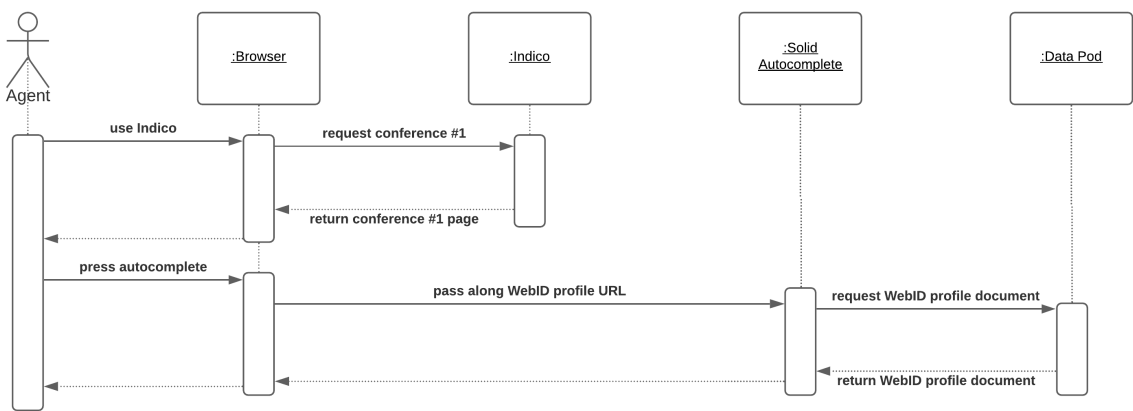 Agent
:Browser
:Indico
:Solid
Autocomplete
:Data Pod
use Indico
request conference #1
return conference #1 page
press autocomplete
pass along WebID profile URL
request WebID profile document
return WebID profile document